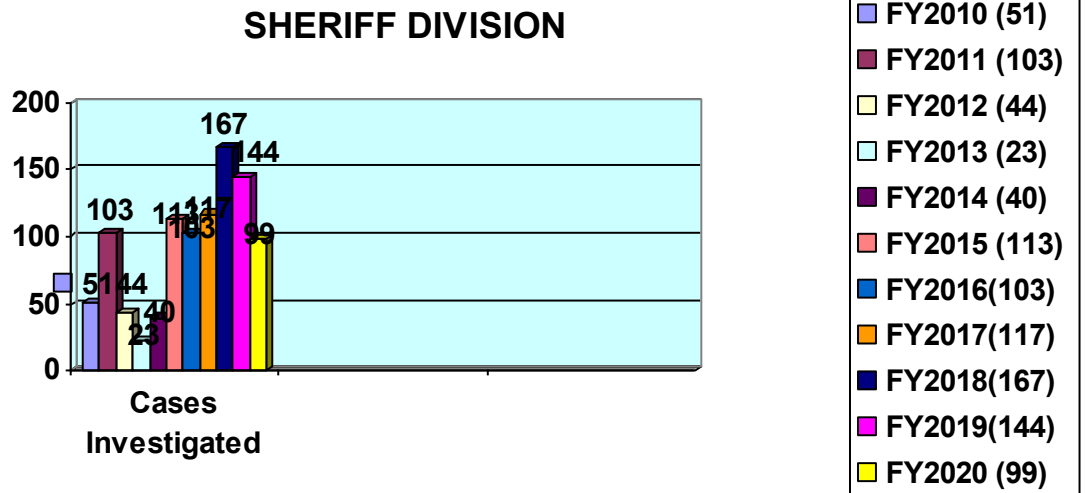 SHERIFF DIVISION
200
150
100
50
0
51
103
44
23
40
113
103
117
167
144
99
Cases
Investigated
FY2010 (51)
FY2011 (103)
FY2012 (44)
FY2013 (23)
FY2014 (40)
FY2015 (113)
FY2016(103)
FY2017(117)
FY2018(167)
FY2019(144)
FY2020 (99)